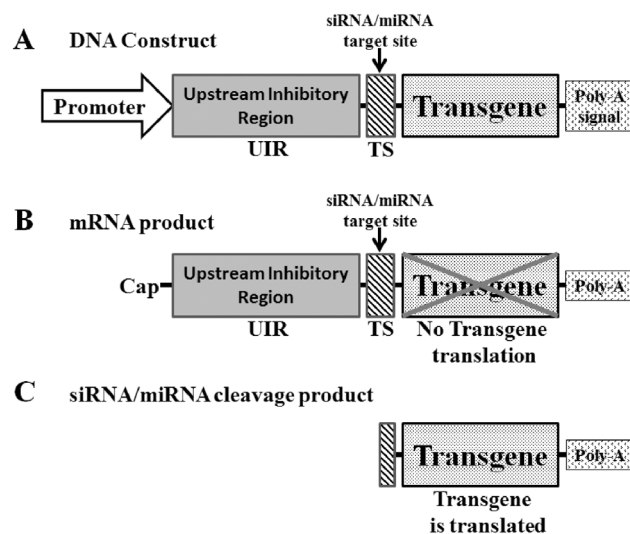 A DNA Construct
siRNA/miRNA
target site
Promoter
Upstream Inhibitory
Region
Transgene
Poly-A
signal
UIR
TS
B mRNA product
siRNA/miRNA
target site
Cap
Upstream Inhibitory
Region
Transgene
Poly-A
UIR
TS
No Transgene
translation
C siRNA/miRNA cleavage product
Transgene
Poly-A
Transgene
is translated